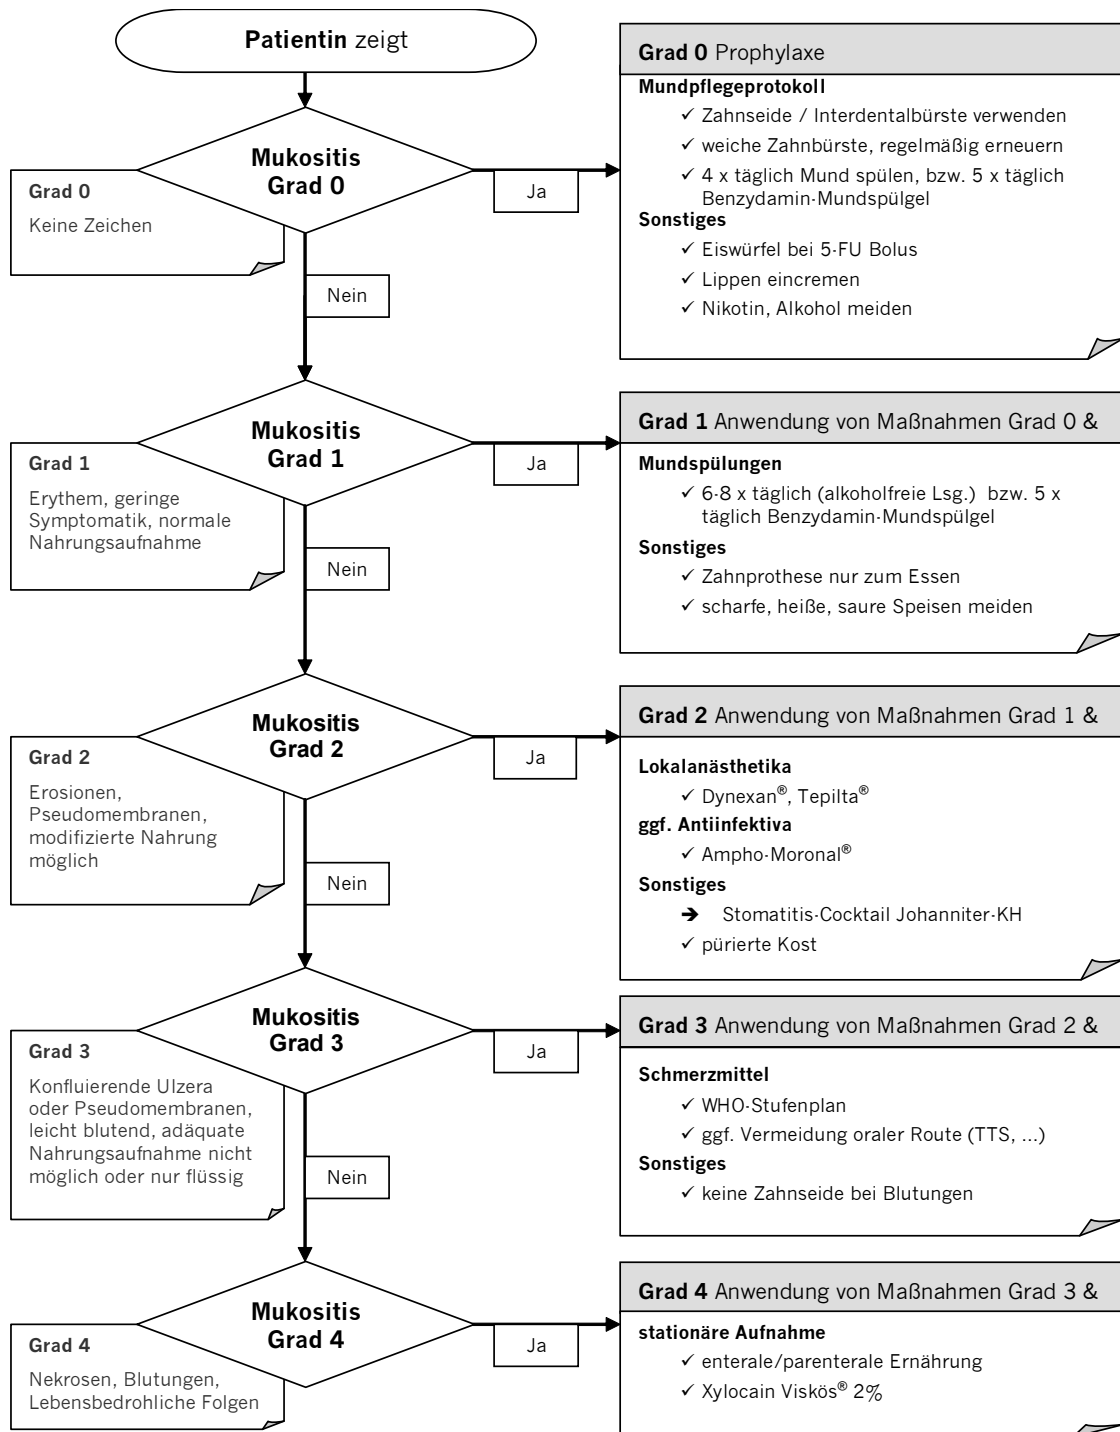 Patientin zeigt
Mukositis
Grad 0
Grad 0
Keine Zeichen
Ja
Nein
Grad 0 Prophylaxe
Mundpflegeprotokoll
✓ Zahnseide / Interdentalbürste verwenden
✓ weiche Zahnbürste, regelmäßig erneuern
✓ 4 x täglich Mund spülen, bzw. 5 x täglich
Benzydamin-Mundspülgel
Sonstiges
✓ Eiswürfel bei 5-FU Bolus
✓ Lippen eincremen
✓ Nikotin, Alkohol meiden
Mukositis
Grad 1
Grad 1
Erythem, geringe
Symptomatik, normale
Nahrungsaufnahme
Ja
Nein
Grad 1 Anwendung von Maßnahmen Grad 0 &
Mundspülungen
✓ 6-8 x täglich (alkoholfreie Lsg.) bzw. 5 x
täglich Benzydamin-Mundspülgel
Sonstiges
✓ Zahnprothese nur zum Essen
✓ scharfe, heiße, saure Speisen meiden
Mukositis
Grad 2
Grad 2
Erosionen,
Pseudomembranen,
modifizierte Nahrung
möglich
Ja
Nein
Grad 2 Anwendung von Maßnahmen Grad 1 &
Lokalanästhetika
✓ Dynexan®, Tepilta®
ggf. Antiinfektiva
✓ Ampho-Moronal®
Sonstiges
➔ Stomatitis-Cocktail Johanniter-KH
✓ pürierte Kost
Mukositis
Grad 3
Grad 3
Konfluierende Ulzera
oder Pseudomembranen,
leicht blutend, adäquate
Nahrungsaufnahme nicht
möglich oder nur flüssig
Ja
Nein
Grad 3 Anwendung von Maßnahmen Grad 2 &
Schmerzmittel
✓ WHO-Stufenplan
✓ ggf. Vermeidung oraler Route (TTS, ...)
Sonstiges
✓ keine Zahnseide bei Blutungen
Mukositis
Grad 4
Grad 4
Nekrosen, Blutungen,
Lebensbedrohliche Folgen
Ja
Grad 4 Anwendung von Maßnahmen Grad 3 &
stationäre Aufnahme
✓ enterale/parenterale Ernährung
✓ Xylocain Viskös® 2%